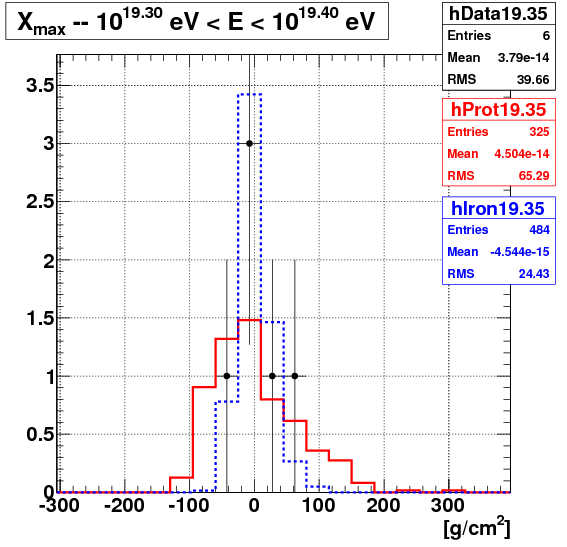 X_max -- 10^19.30 eV < E < 10^19.40 eV
hData19.35
Entries 6
Mean 3.79e-14
RMS 39.66
hProt19.35
Entries 325
Mean 4.504e-14
RMS 65.29
hIron19.35
Entries 484
Mean -4.544e-15
RMS 24.43
3.5
3
2.5
2
1.5
1
0.5
0
-300 -200 -100 0 100 200 300
[g/cm²]